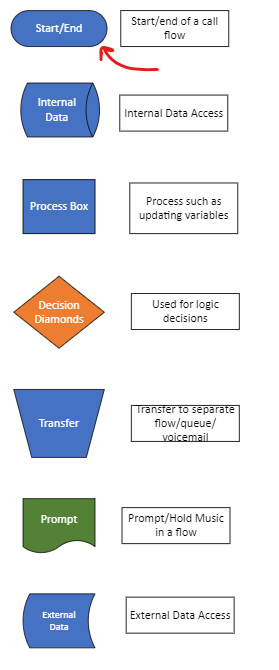 Start/End
Start/end of a call
flow
Internal
Data
Internal Data Access
Process Box
Process such as
updating variables
Decision
Diamonds
Used for logic
decisions
Transfer
Transfer to separate
flow/queue/
voicemail
Prompt
Prompt/Hold Music
in a flow
External
Data
External Data Access